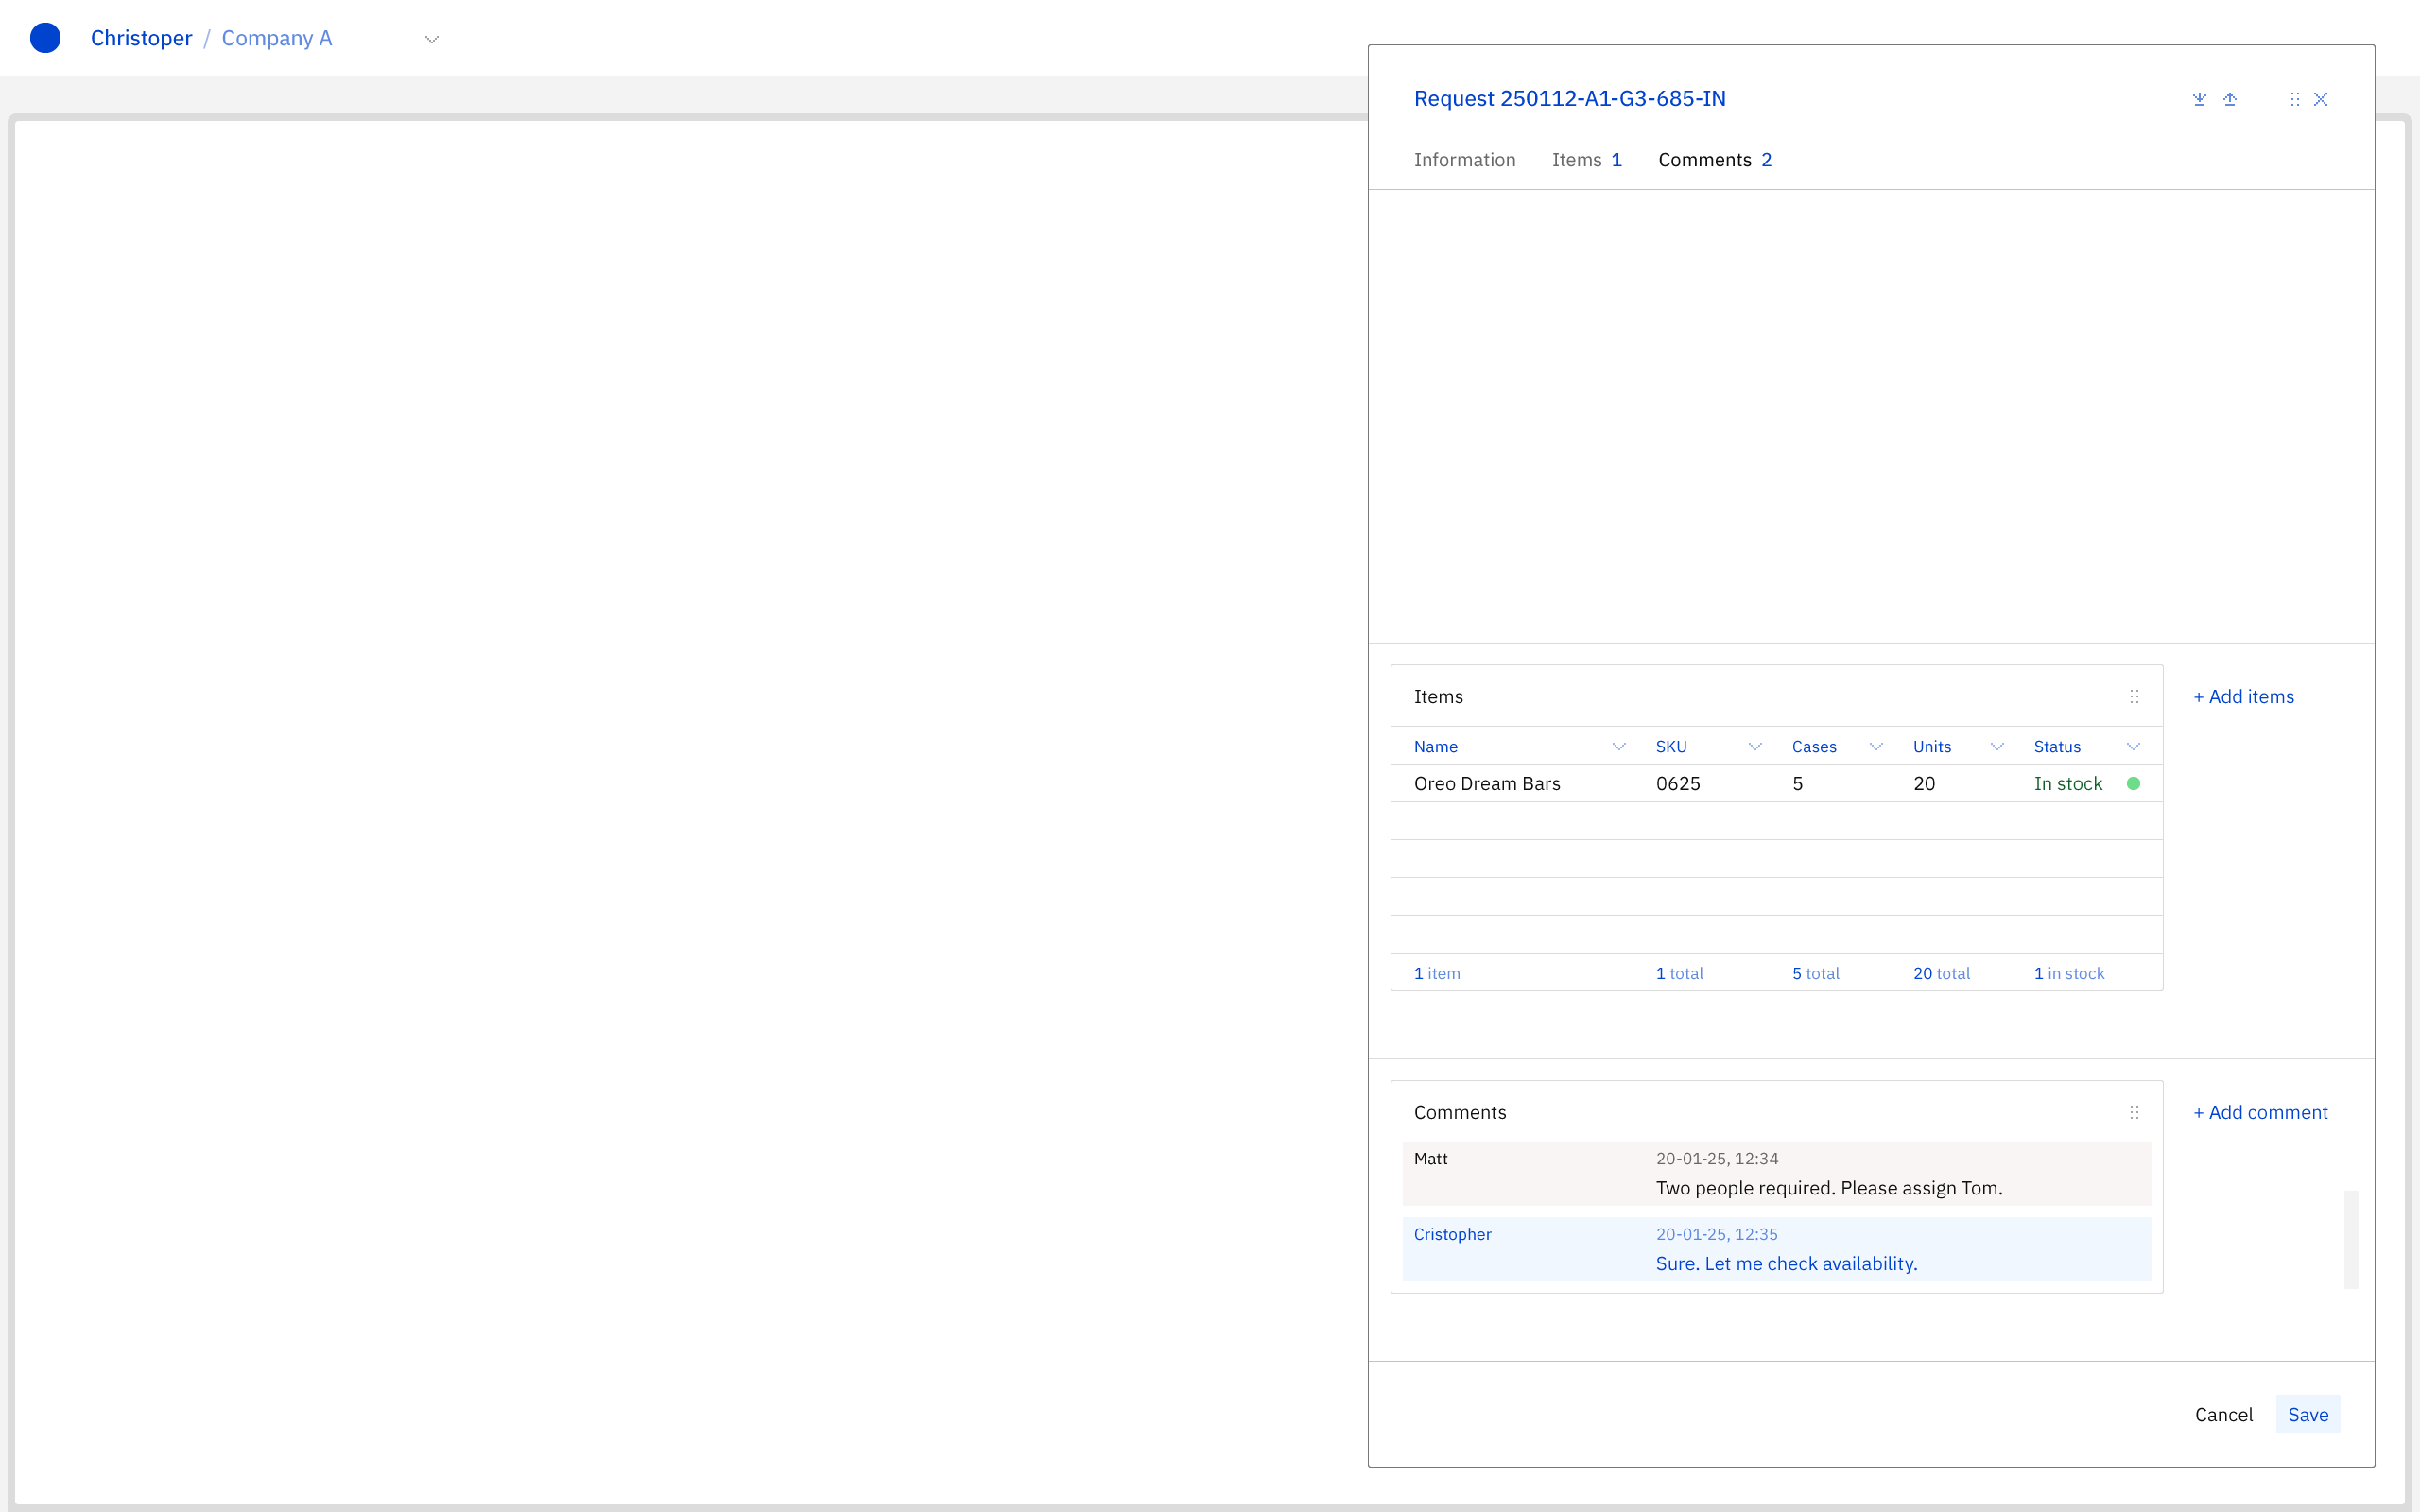 Christoper / Company A
Request 250112-A1-G3-685-IN
Information Items 1 Comments 2
Items
+ Add items
Name SKU Cases Units Status
Oreo Dream Bars 0625 5 20 In stock
1 item 1 total 5 total 20 total 1 in stock
Comments
+ Add comment
Matt 20-01-25, 12:34
Two people required. Please assign Tom.
Cristopher 20-01-25, 12:35
Sure. Let me check availability.
Cancel Save